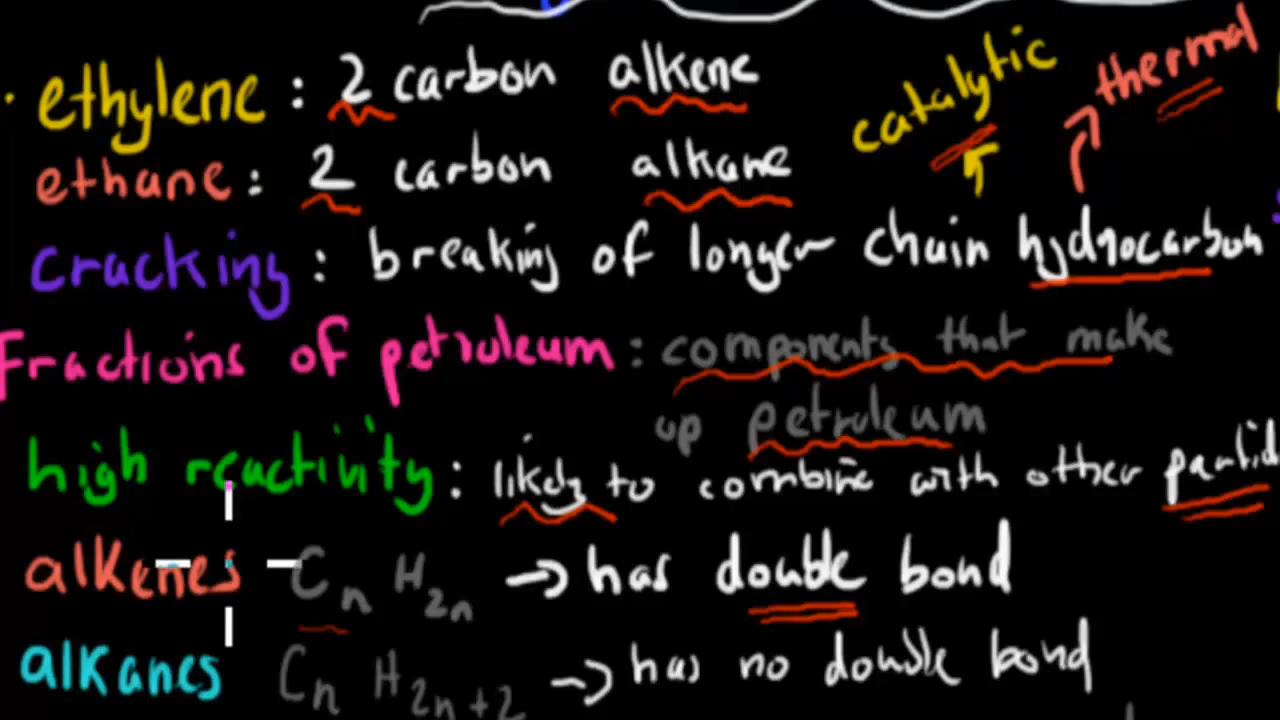 ethylene : 2 carbon alkene
catalytic
thermal
ethane : 2 carbon alkane
cracking : breaking of longer chain hydrocarbon
Fractions of petroleum : components that make
up petroleum
high reactivity : likely to combine with other
alkenes CnH2n → has double bond
alkanes CnH2n+2 → has no double bond